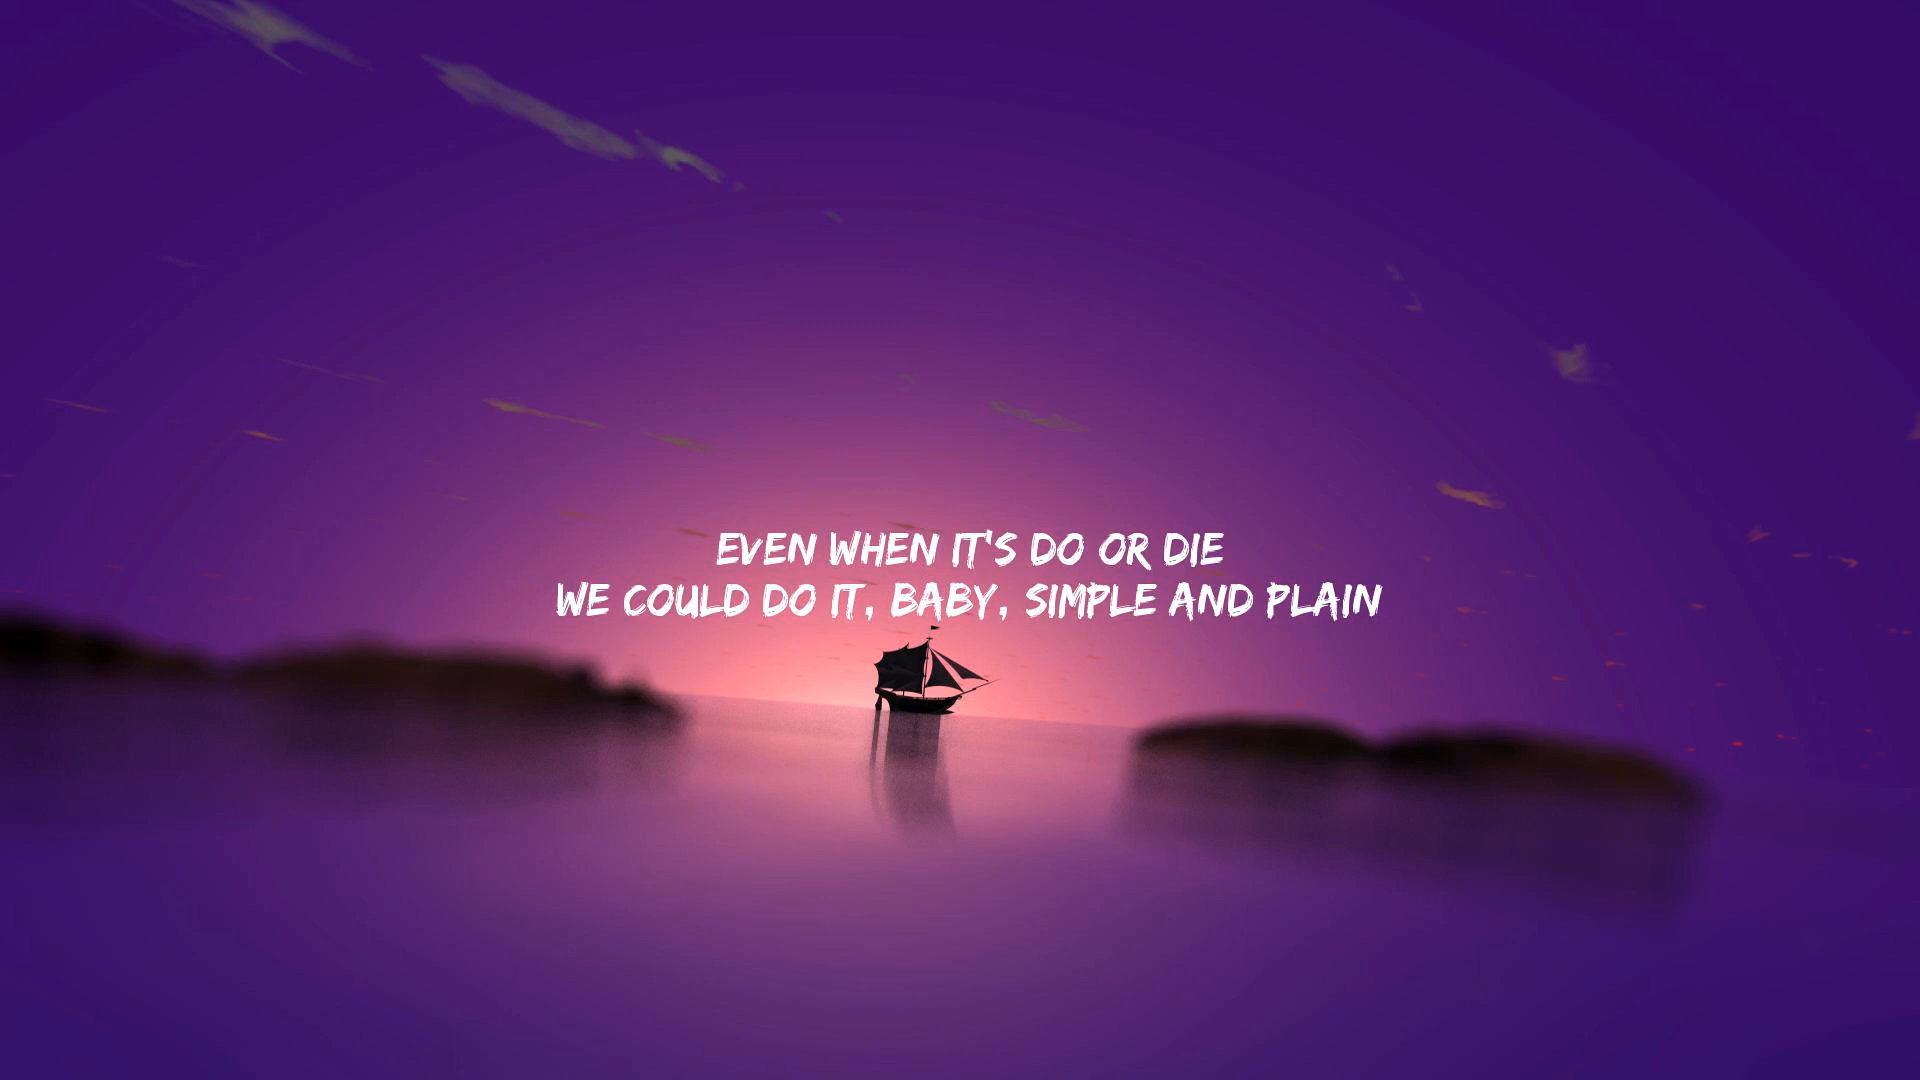 EVEN WHEN IT'S DO OR DIE
WE COULD DO IT, BABY, SIMPLE AND PLAIN